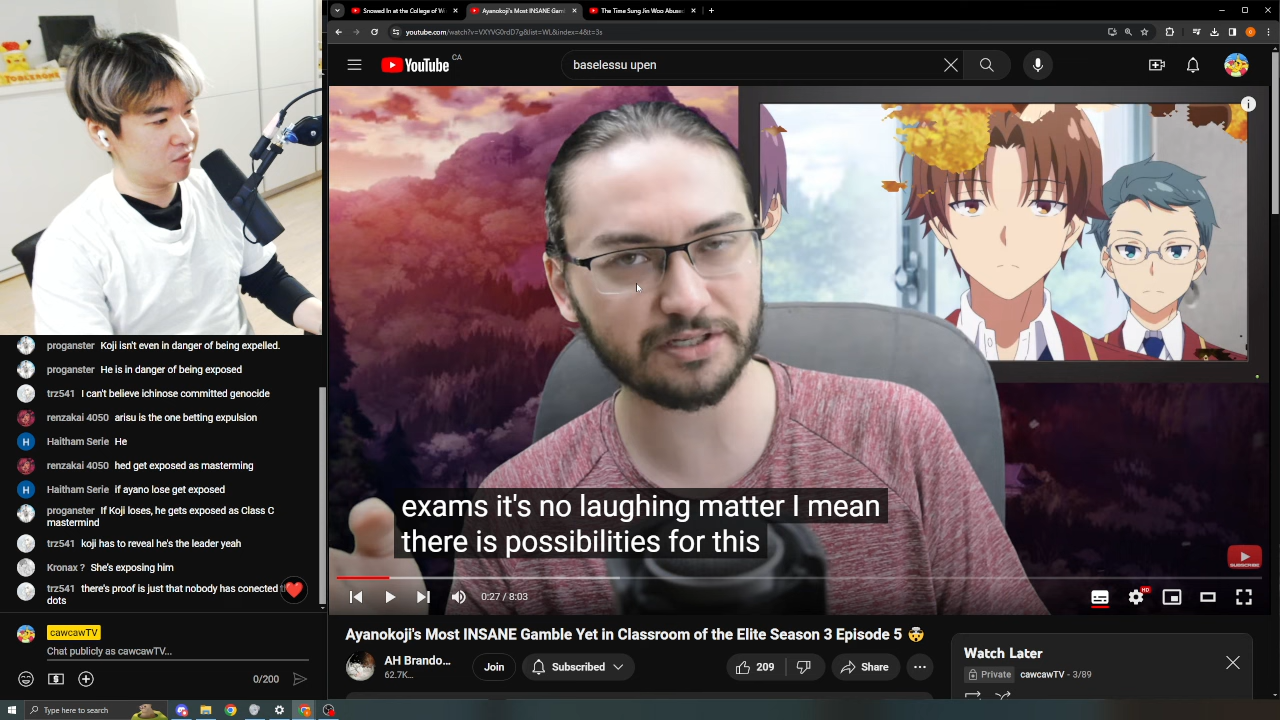 TOBLERONE
proganster Koji isn't even in danger of being expelled.
proganster He is in danger of being exposed
trz541 I can't believe ichinose committed genocide
renzakai 4050 arisu is the one betting expulsion
H Haitham Serie He
renzakai 4050 hed get exposed as masterming
H Haitham Serie if ayano lose get exposed
proganster If Koji loses, he gets exposed as Class C
mastermind
trz541 koji has to reveal he's the leader yeah
Kronax ? She's exposing him
trz541 there's proof is just that nobody has conected
dots
cawcawTV
Chat publicly as cawcawTV...
0/200
Type here to search
Snowed In at the College of W
Ayanokoji's Most INSANE Gam
The Time Sung Jin Woo Abuse
youtube.com/watch?v=VXYVG0rdD7g&list=WL&index=4&t=3s
YouTube CA
baselessu upen
exams it's no laughing matter I mean
there is possibilities for this
SUBSCRIBE
0:27 / 8:03
HD
Ayanokoji's Most INSANE Gamble Yet in Classroom of the Elite Season 3 Episode 5 🤯
AH Brando...
62.7K...
Join
Subscribed
209
Share
Watch Later
Private cawcawTV - 3/89